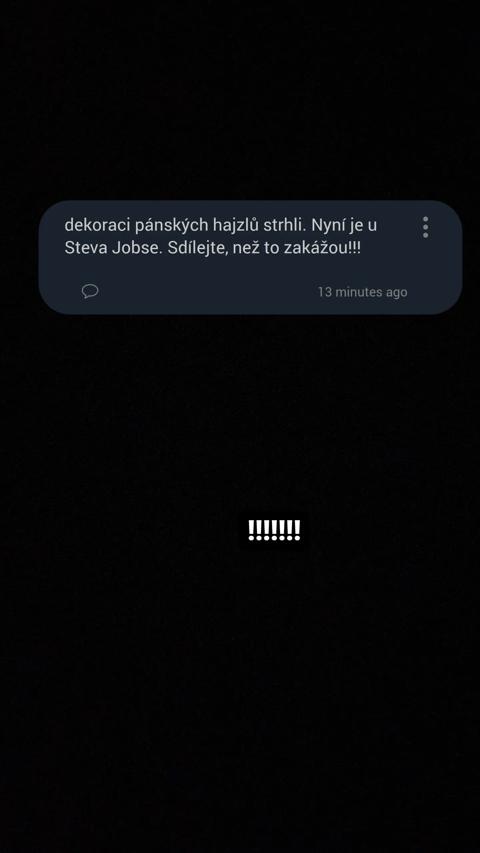 dekoraci pánských hajzlů strhli. Nyní je u
Steva Jobse. Sdílejte, než to zakážou!!!
13 minutes ago
!!!!!!!